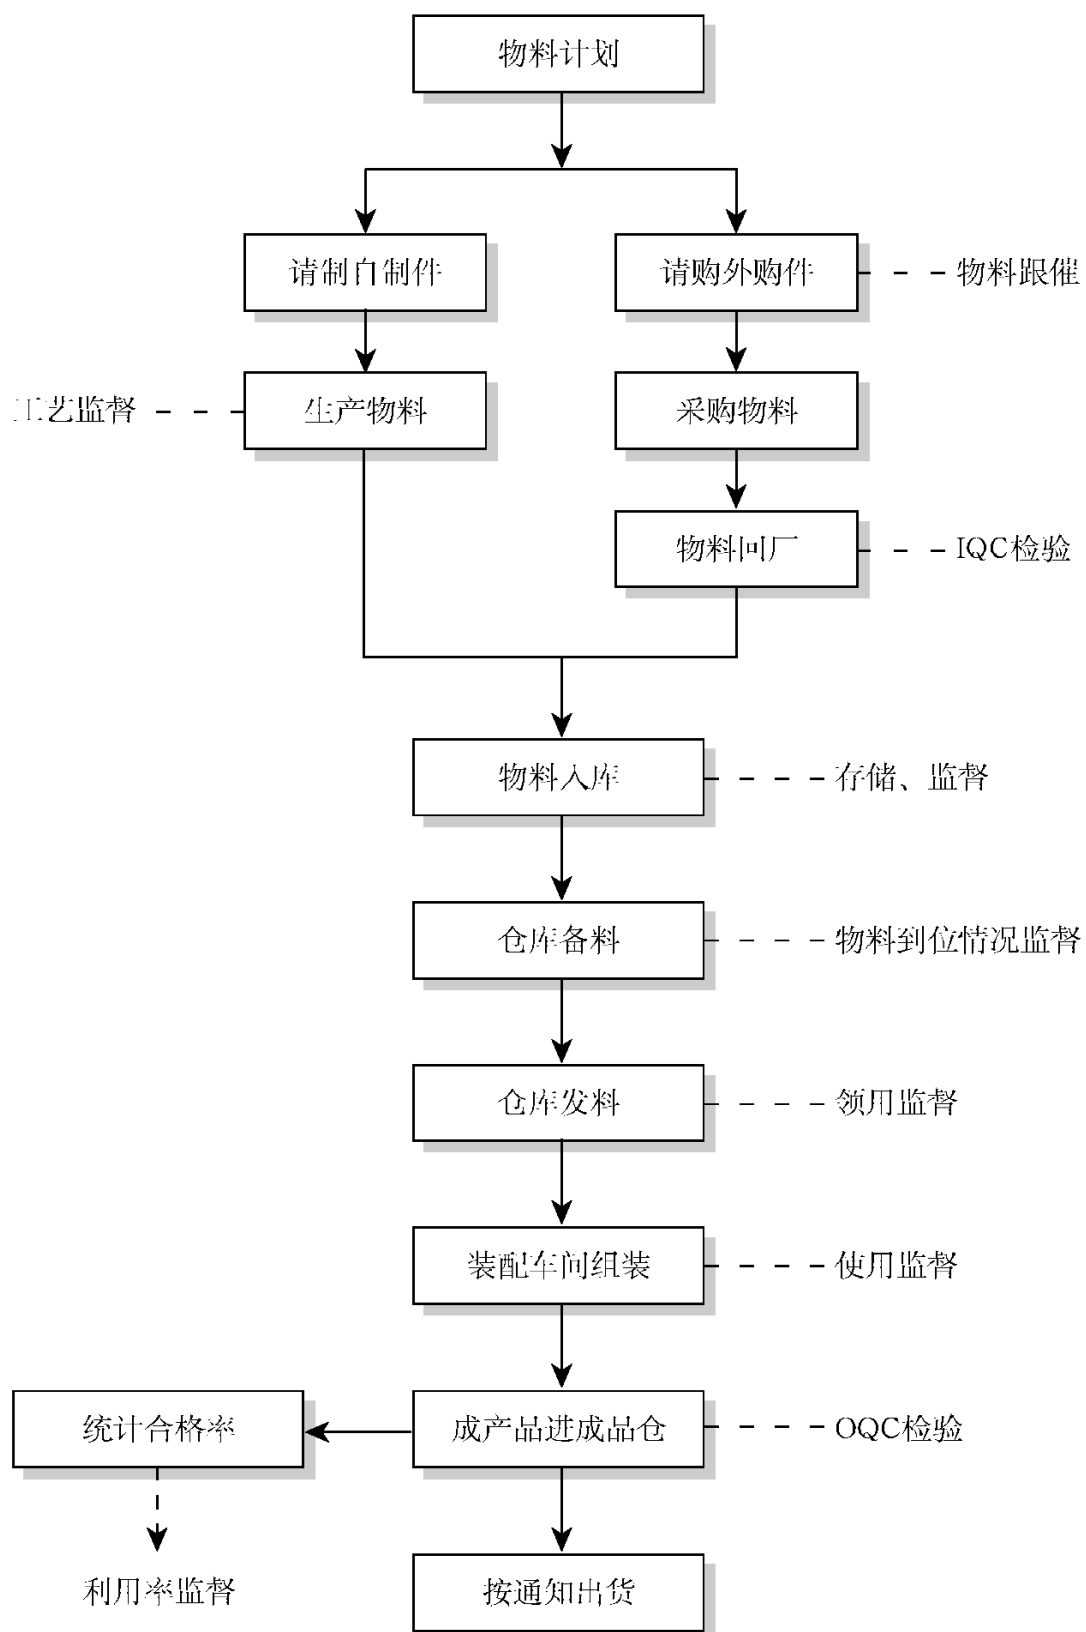 物料计划
请制自制件
请购外购件
物料跟催
工艺监督
生产物料
采购物料
物料回厂
IQC检验
物料入库
存储、监督
仓库备料
物料到位情况监督
仓库发料
领用监督
装配车间组装
使用监督
统计合格率
成产品进成品仓
OQC检验
利用率监督
按通知出货